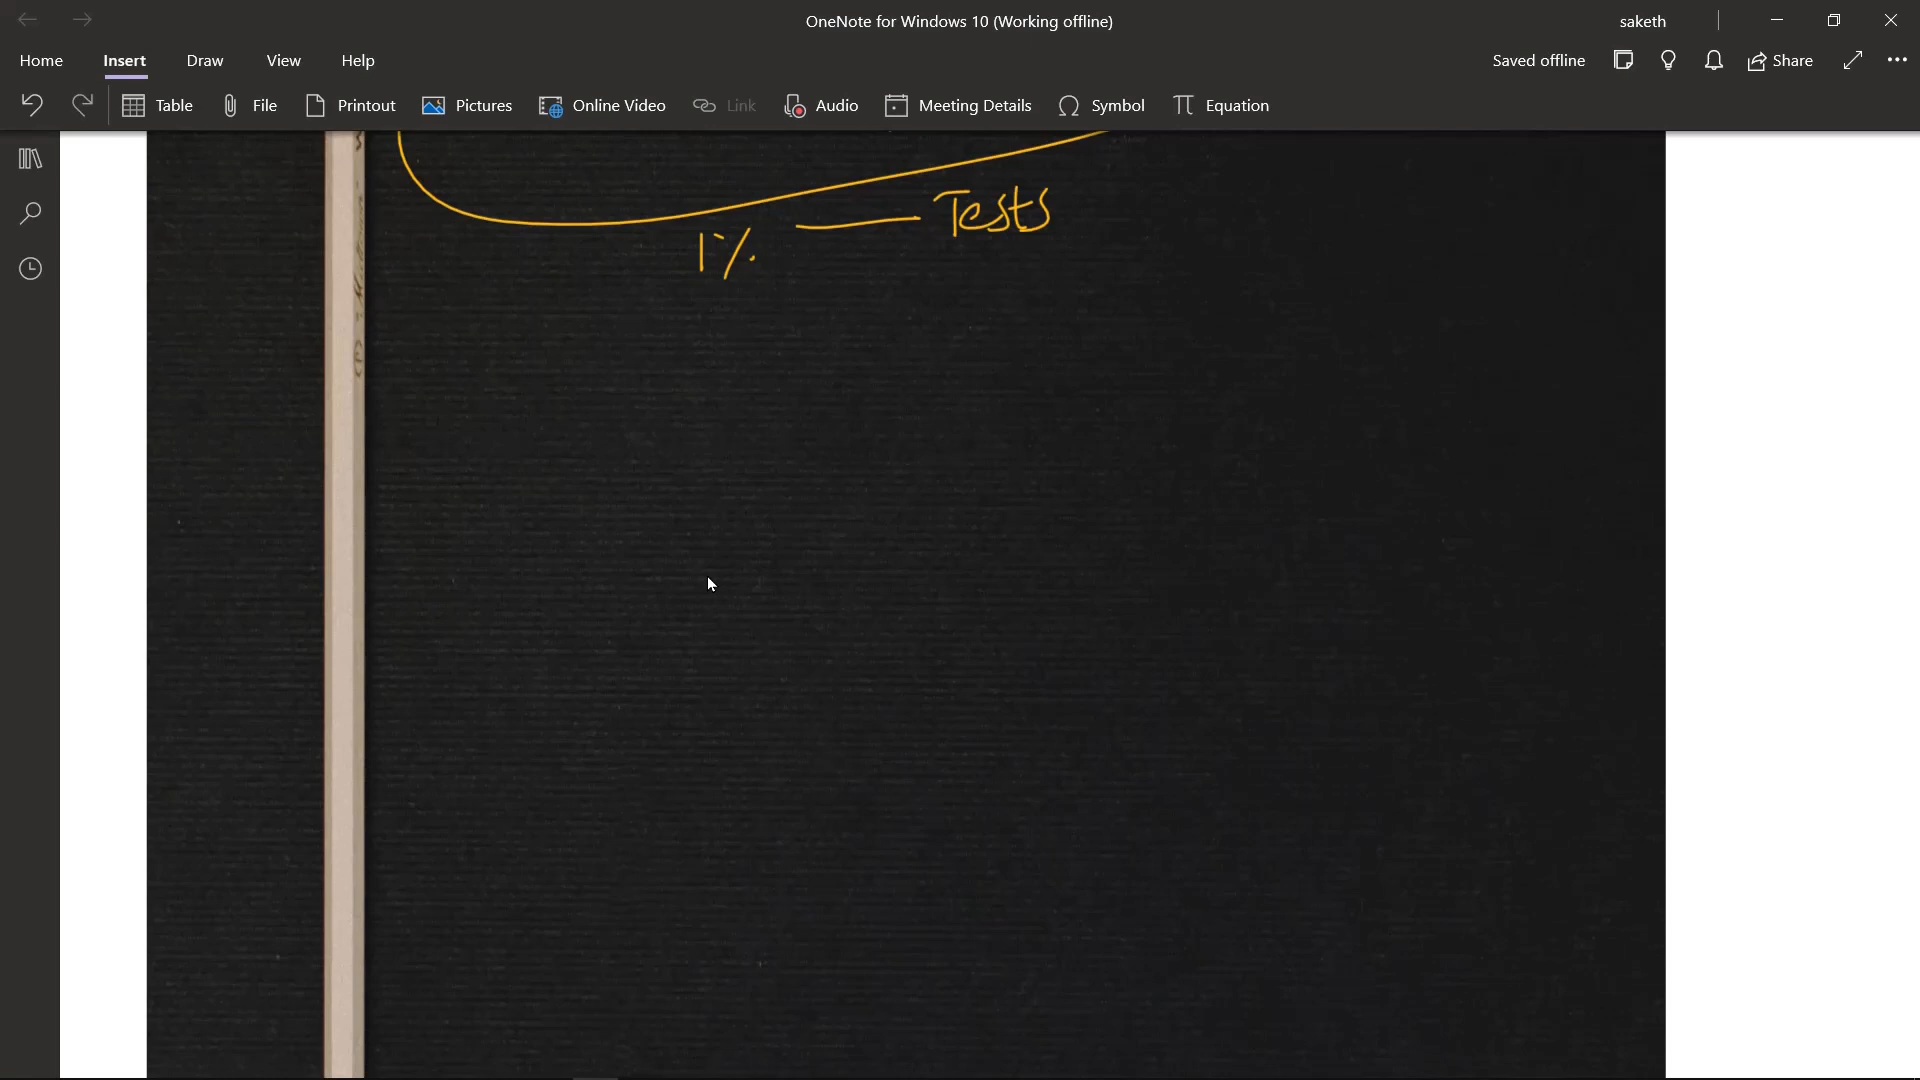 OneNote for Windows 10 (Working offline)
saketh
Home Insert Draw View Help
Saved offline
Share
Table File Printout Pictures Online Video Link Audio Meeting Details Symbol Equation
1% Tests